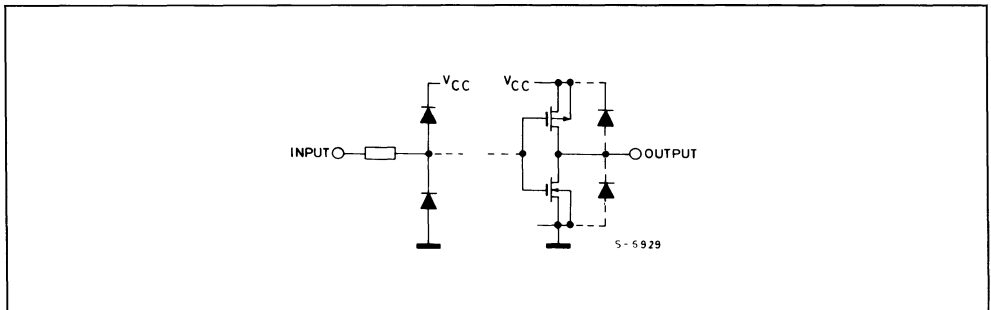 VCC
VCC
INPUT
OUTPUT
S-5929